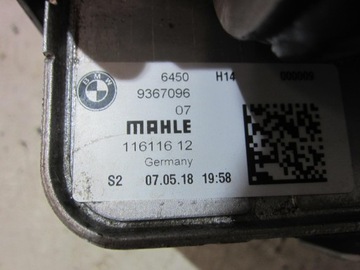 BMW
6450 H14
9367096
07
MAHLE
116116 12
Germany
S2 07.05.18 19:58